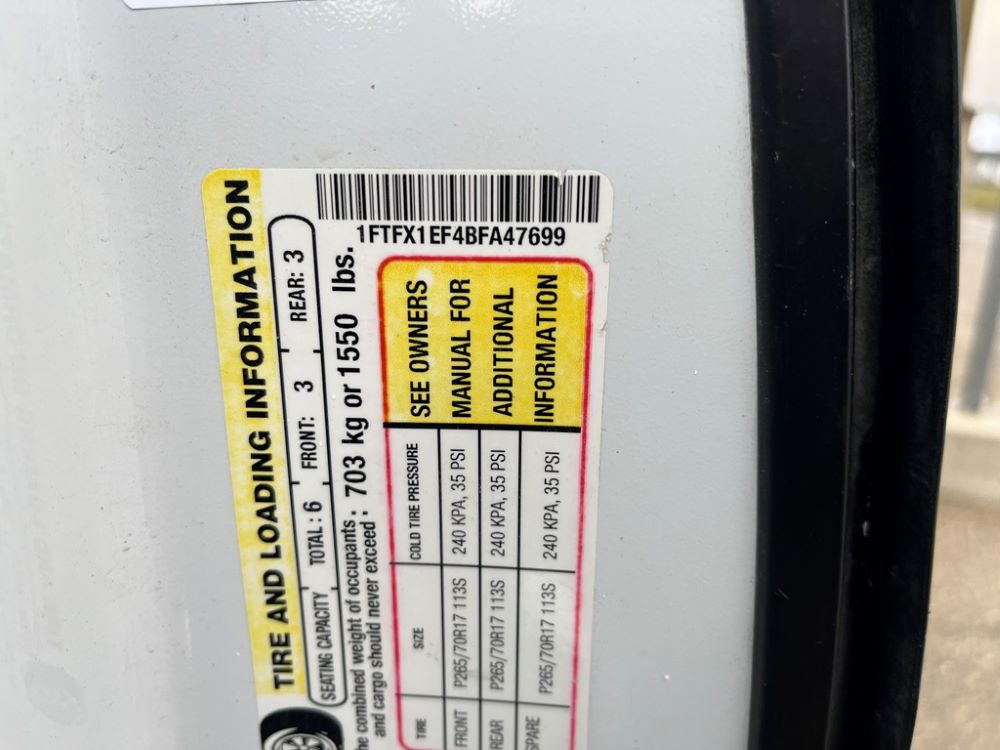 TIRE AND LOADING INFORMATION
SEATING CAPACITY TOTAL: 6 FRONT: 3 REAR: 3
combined weight of occupants : 703 kg or 1550 lbs.
and cargo should never exceed :
1FTFX1EF4BFA47699
TIRE SIZE COLD TIRE PRESSURE
FRONT P265/70R17 113S 240 KPA, 35 PSI
REAR P265/70R17 113S 240 KPA, 35 PSI
SPARE P265/70R17 113S 240 KPA, 35 PSI
SEE OWNERS
MANUAL FOR
ADDITIONAL
INFORMATION